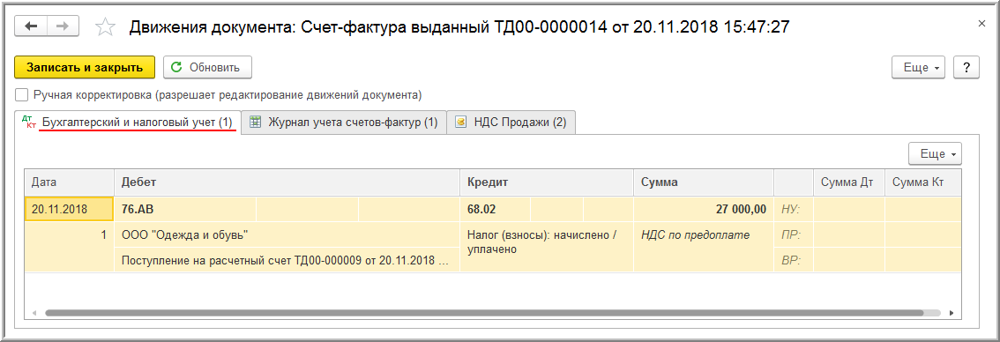 Движения документа: Счет-фактура выданный ТД00-0000014 от 20.11.2018 15:47:27
Записать и закрыть Обновить Еще ?
Ручная корректировка (разрешает редактирование движений документа)
Дт Кт Бухгалтерский и налоговый учет (1) Журнал учета счетов-фактур (1) НДС Продажи (2)
Еще
Дата Дебет Кредит Сумма Сумма Дт Сумма Кт
20.11.2018 76.АВ 68.02 27 000,00 НУ:
1 ООО "Одежда и обувь" Налог (взносы): начислено / НДС по предоплате ПР:
уплачено
Поступление на расчетный счет ТД00-000009 от 20.11.2018 ... ВР: